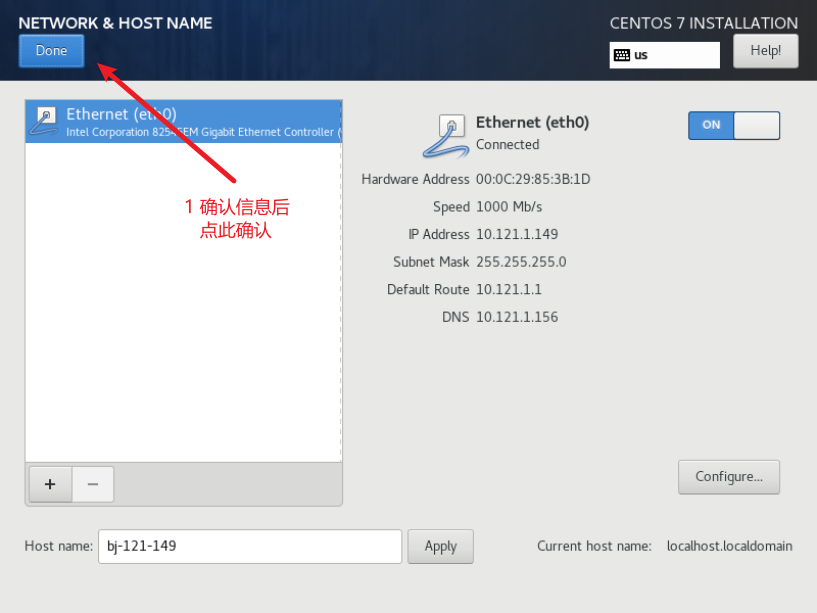 NETWORK & HOST NAME
CENTOS 7 INSTALLATION
Done
us
Help!
Ethernet (eth0)
Intel Corporation Gigabit Ethernet Controller (
1 确认信息后
点此确认
Ethernet (eth0)
Connected
ON
Hardware Address 00:0C:29:85:3B:1D
Speed 1000 Mb/s
IP Address 10.121.1.149
Subnet Mask 255.255.255.0
Default Route 10.121.1.1
DNS 10.121.1.156
+ −
Configure...
Host name: bj-121-149 Apply Current host name: localhost.localdomain